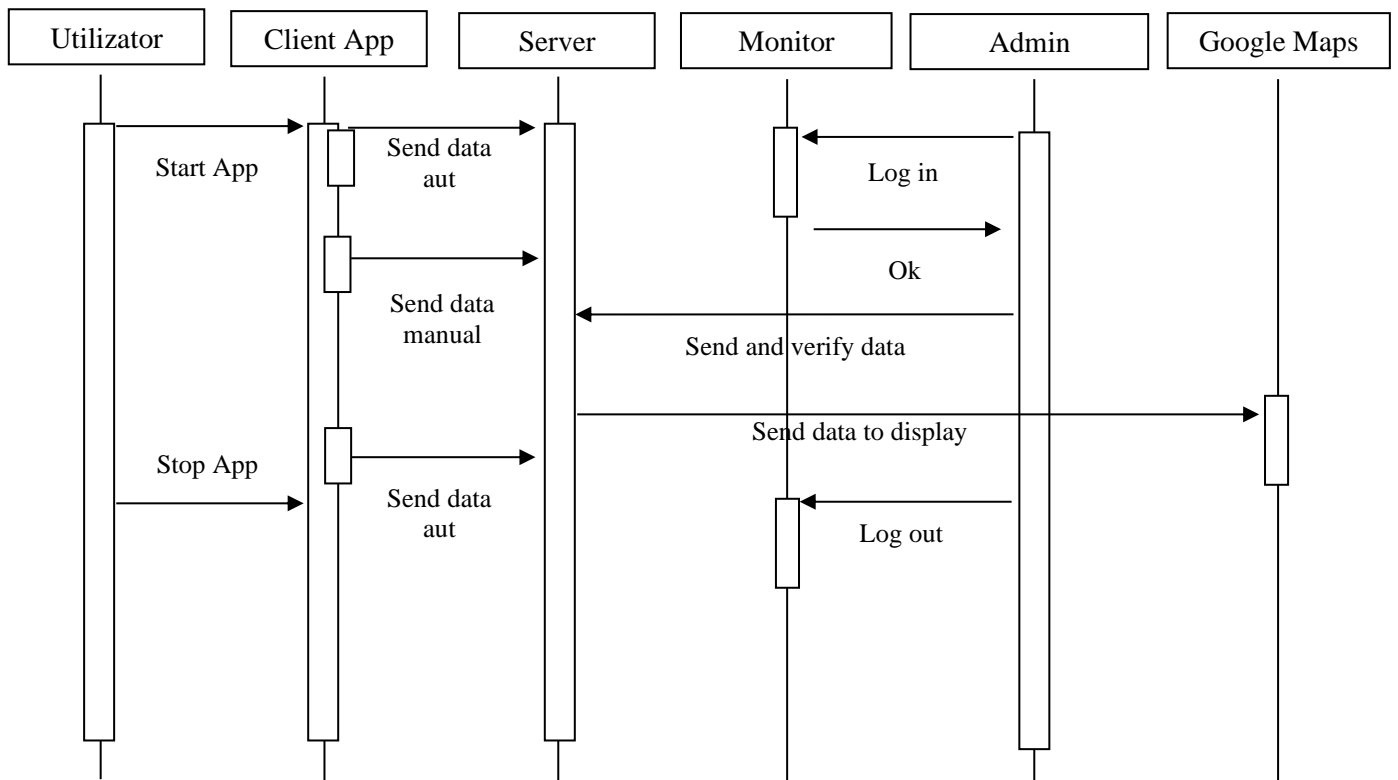 Utilizator
Client App
Server
Monitor
Admin
Google Maps
Start App
Send data
aut
Log in
Ok
Send data
manual
Send and verify data
Send data to display
Stop App
Send data
aut
Log out